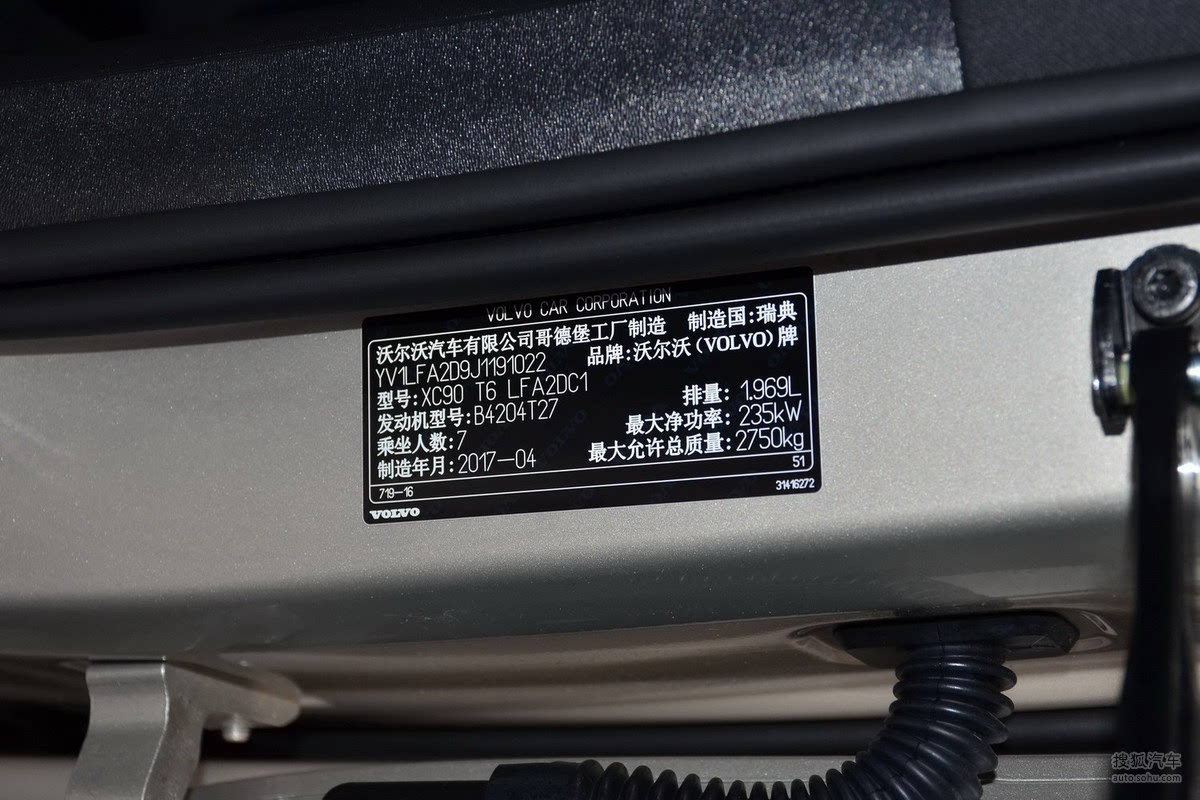 VOLVO CAR CORPORATION
沃尔沃汽车有限公司哥德堡工厂制造 制造国:瑞典
YV1LFA2D9J1191022 品牌:沃尔沃(VOLVO)牌
型号:XC90 T6 LFA2DC1 排量: 1.969L
发动机型号:B4204T27 最大净功率: 235kW
乘坐人数:7 最大允许总质量:2750kg
制造年月:2017-04 51
719-16 31416272
VOLVO
搜狐汽车
auto.sohu.com